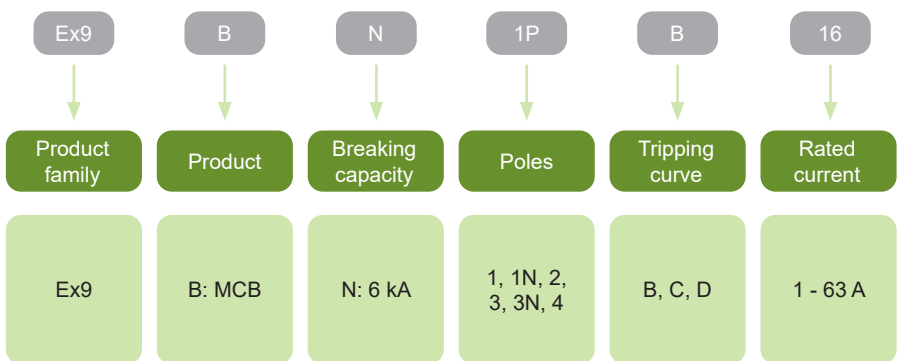 Ex9
B
N
1P
B
16
Product
family
Product
Breaking
capacity
Poles
Tripping
curve
Rated
current
Ex9
B: MCB
N: 6 kA
1, 1N, 2,
3, 3N, 4
B, C, D
1 - 63 A